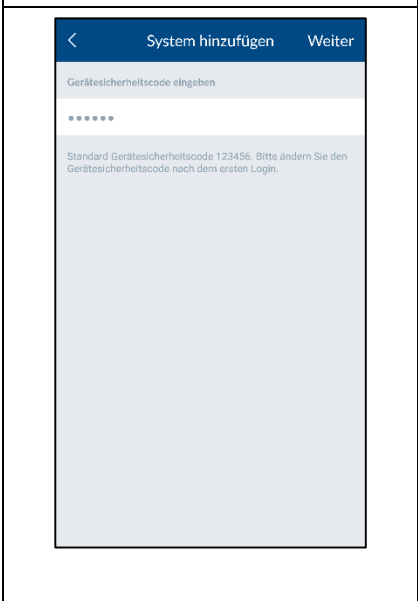 System hinzufügen Weiter
Gerätesicherheitscode eingeben
••••••
Standard Gerätesicherheitscode 123456. Bitte ändern Sie den
Gerätesicherheitscode nach dem ersten Login.